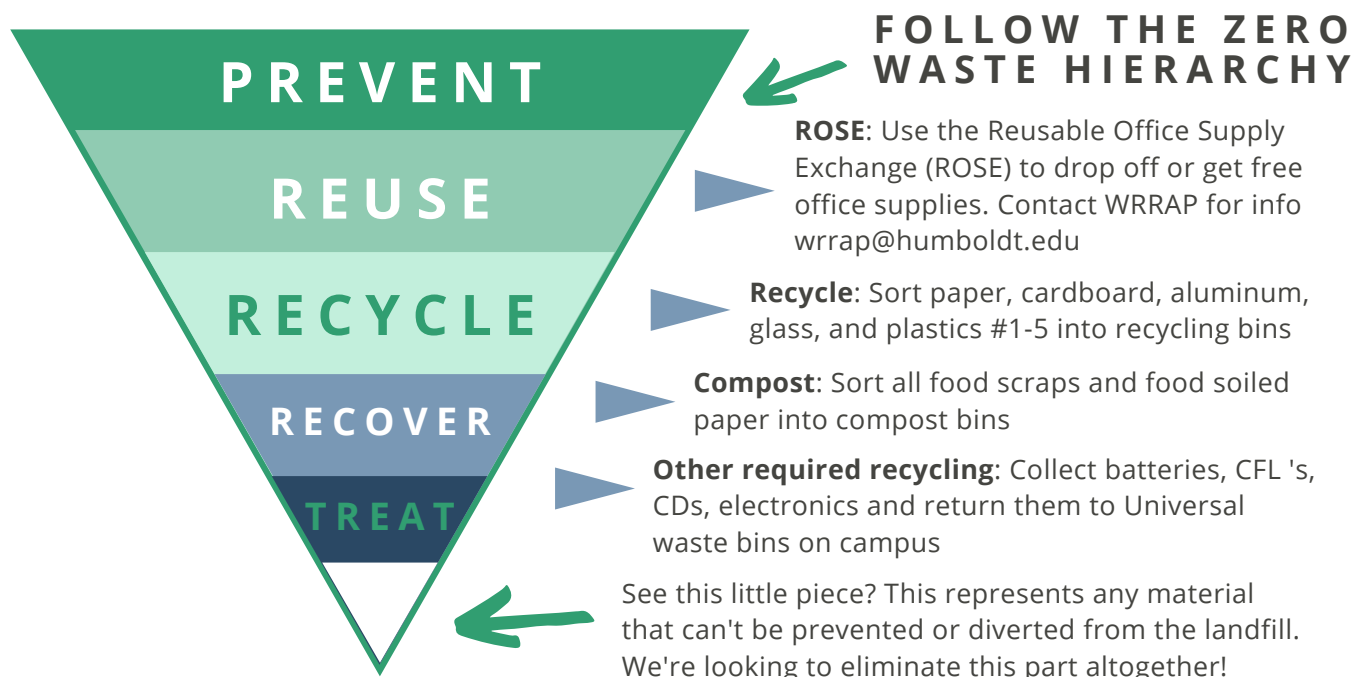 FOLLOW THE ZERO
WASTE HIERARCHY
PREVENT
REUSE
RECYCLE
RECOVER
TREAT
ROSE: Use the Reusable Office Supply
Exchange (ROSE) to drop off or get free
office supplies. Contact WRRAP for info
wrrap@humboldt.edu
Recycle: Sort paper, cardboard, aluminum,
glass, and plastics #1-5 into recycling bins
Compost: Sort all food scraps and food soiled
paper into compost bins
Other required recycling: Collect batteries, CFL 's,
CDs, electronics and return them to Universal
waste bins on campus
See this little piece? This represents any material
that can't be prevented or diverted from the landfill.
We're looking to eliminate this part altogether!